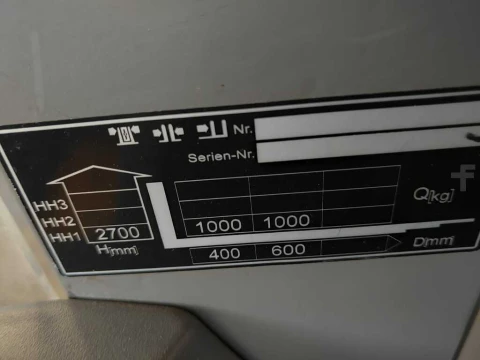 Nr.
Serien-Nr.
HH3
HH2
HH1 2700 1000 1000 Q[kg]
H[mm] 400 600 D[mm]